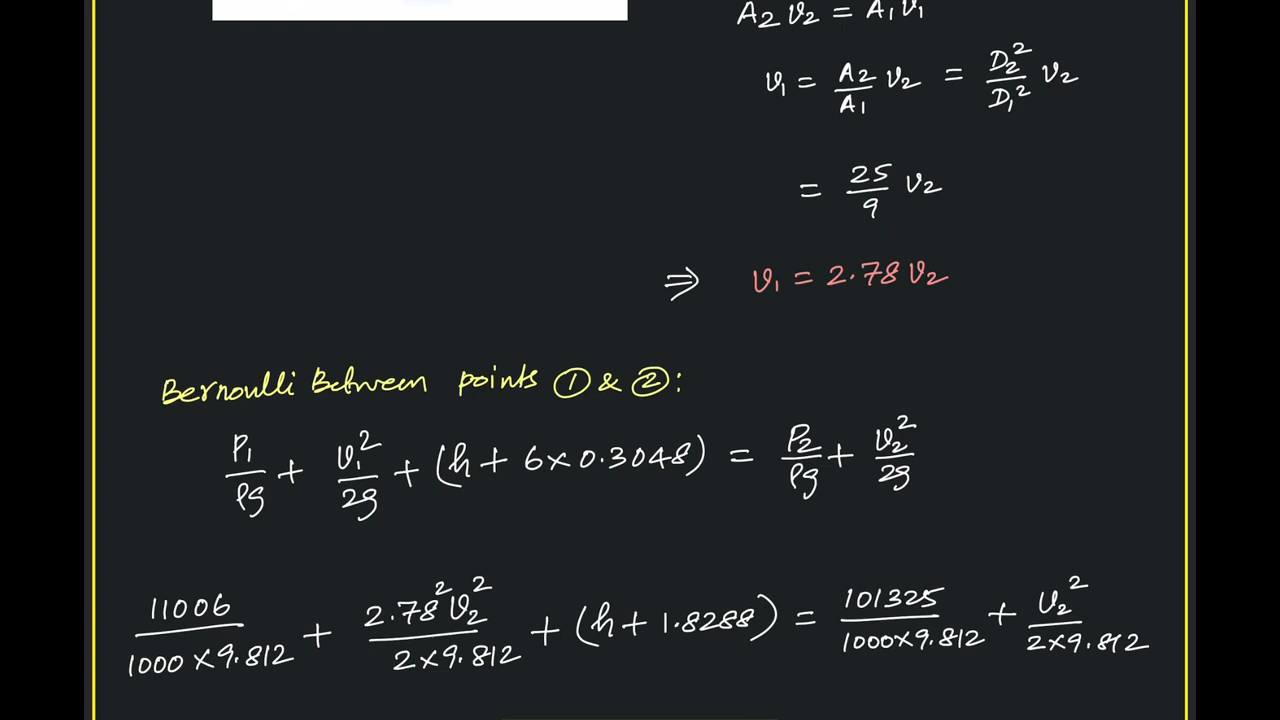 A₂ v₂ = A₁ v₁
v₁ = A₂/A₁ v₂ = D₂²/D₁² v₂
= 25/9 v₂
⇒ v₁ = 2.78 v₂
Bernoulli Between points ① & ②:
P₁/ρg + v₁²/2g + (h + 6 × 0.3048) = P₂/ρg + v₂²/2g
11006/1000 × 9.812 + 2.78² v₂²/2 × 9.812 + (h + 1.8288) = 101325/1000 × 9.812 + v₂²/2 × 9.812